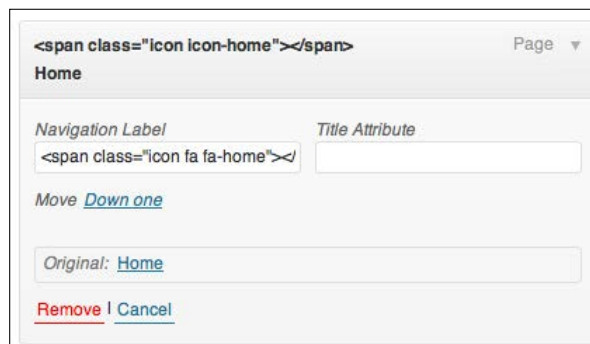 <span class="icon icon-home"></span> Page ▼
Home
Navigation Label Title Attribute
<span class="icon fa fa-home"></
Move Down one
Original: Home
Remove | Cancel